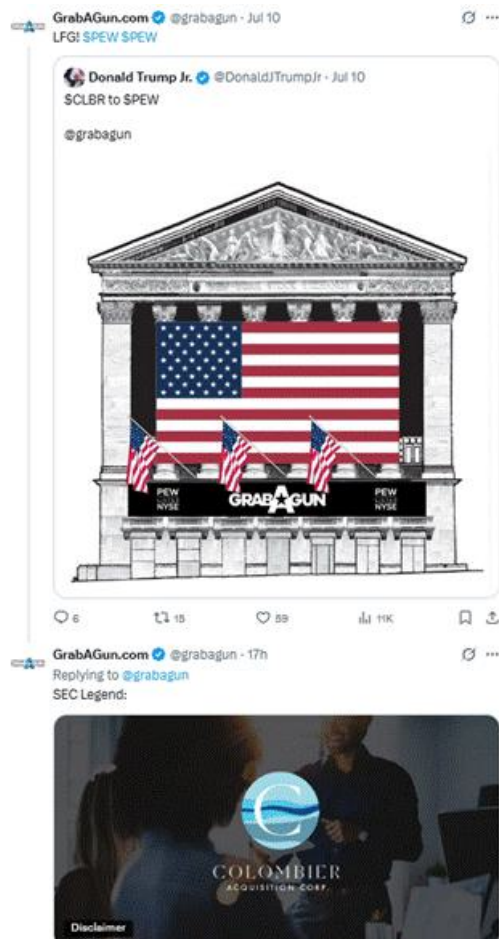 GrabAGun.com @grabagun · Jul 10
LFG! $PEW $PEW
Donald Trump Jr. @DonaldJTrumpJr · Jul 10
$CLBR to $PEW
@grabagun
PEW
NYSE
GRABAGUN
PEW
NYSE
6 15 59 11K
GrabAGun.com @grabagun · 17h
Replying to @grabagun
SEC Legend:
C
COLOMBIER
ACQUISITION CORP
Disclaimer